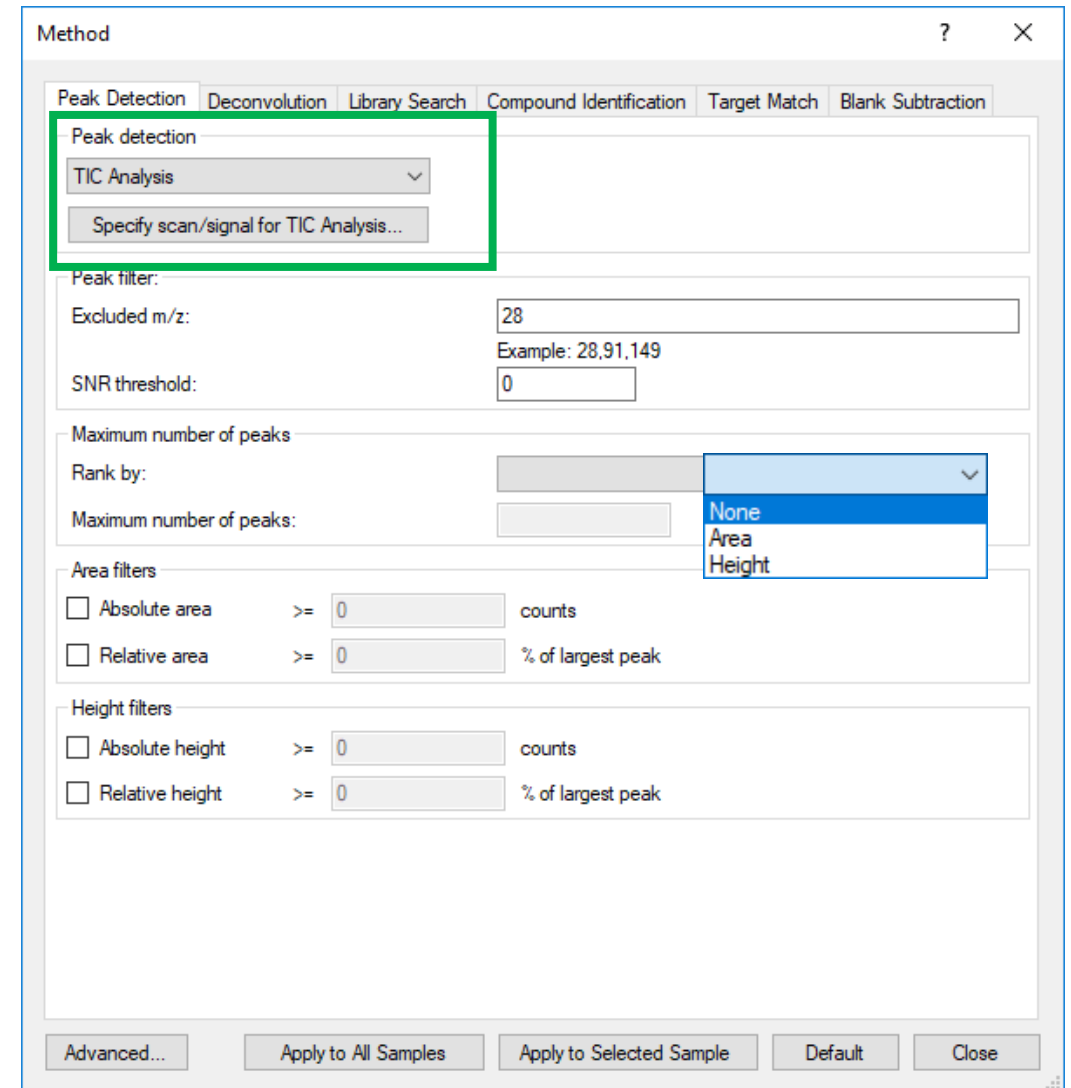 Method ?
Peak Detection Deconvolution Library Search Compound Identification Target Match Blank Subtraction
Peak detection
TIC Analysis
Specify scan/signal for TIC Analysis...
Peak filter:
Excluded m/z: 28
Example: 28,91,149
SNR threshold: 0
Maximum number of peaks
Rank by:
Maximum number of peaks:
None
Area
Height
Area filters
Absolute area >= 0 counts
Relative area >= 0 % of largest peak
Height filters
Absolute height >= 0 counts
Relative height >= 0 % of largest peak
Advanced... Apply to All Samples Apply to Selected Sample Default Close